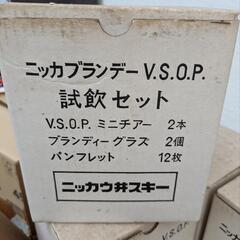 ニッカブランデー V.S.O.P.
試飲セット
V.S.O.P. ミニチアー 2本
ブランディーグラス 2個
パンフレット 12枚
ニッカウ井スキー